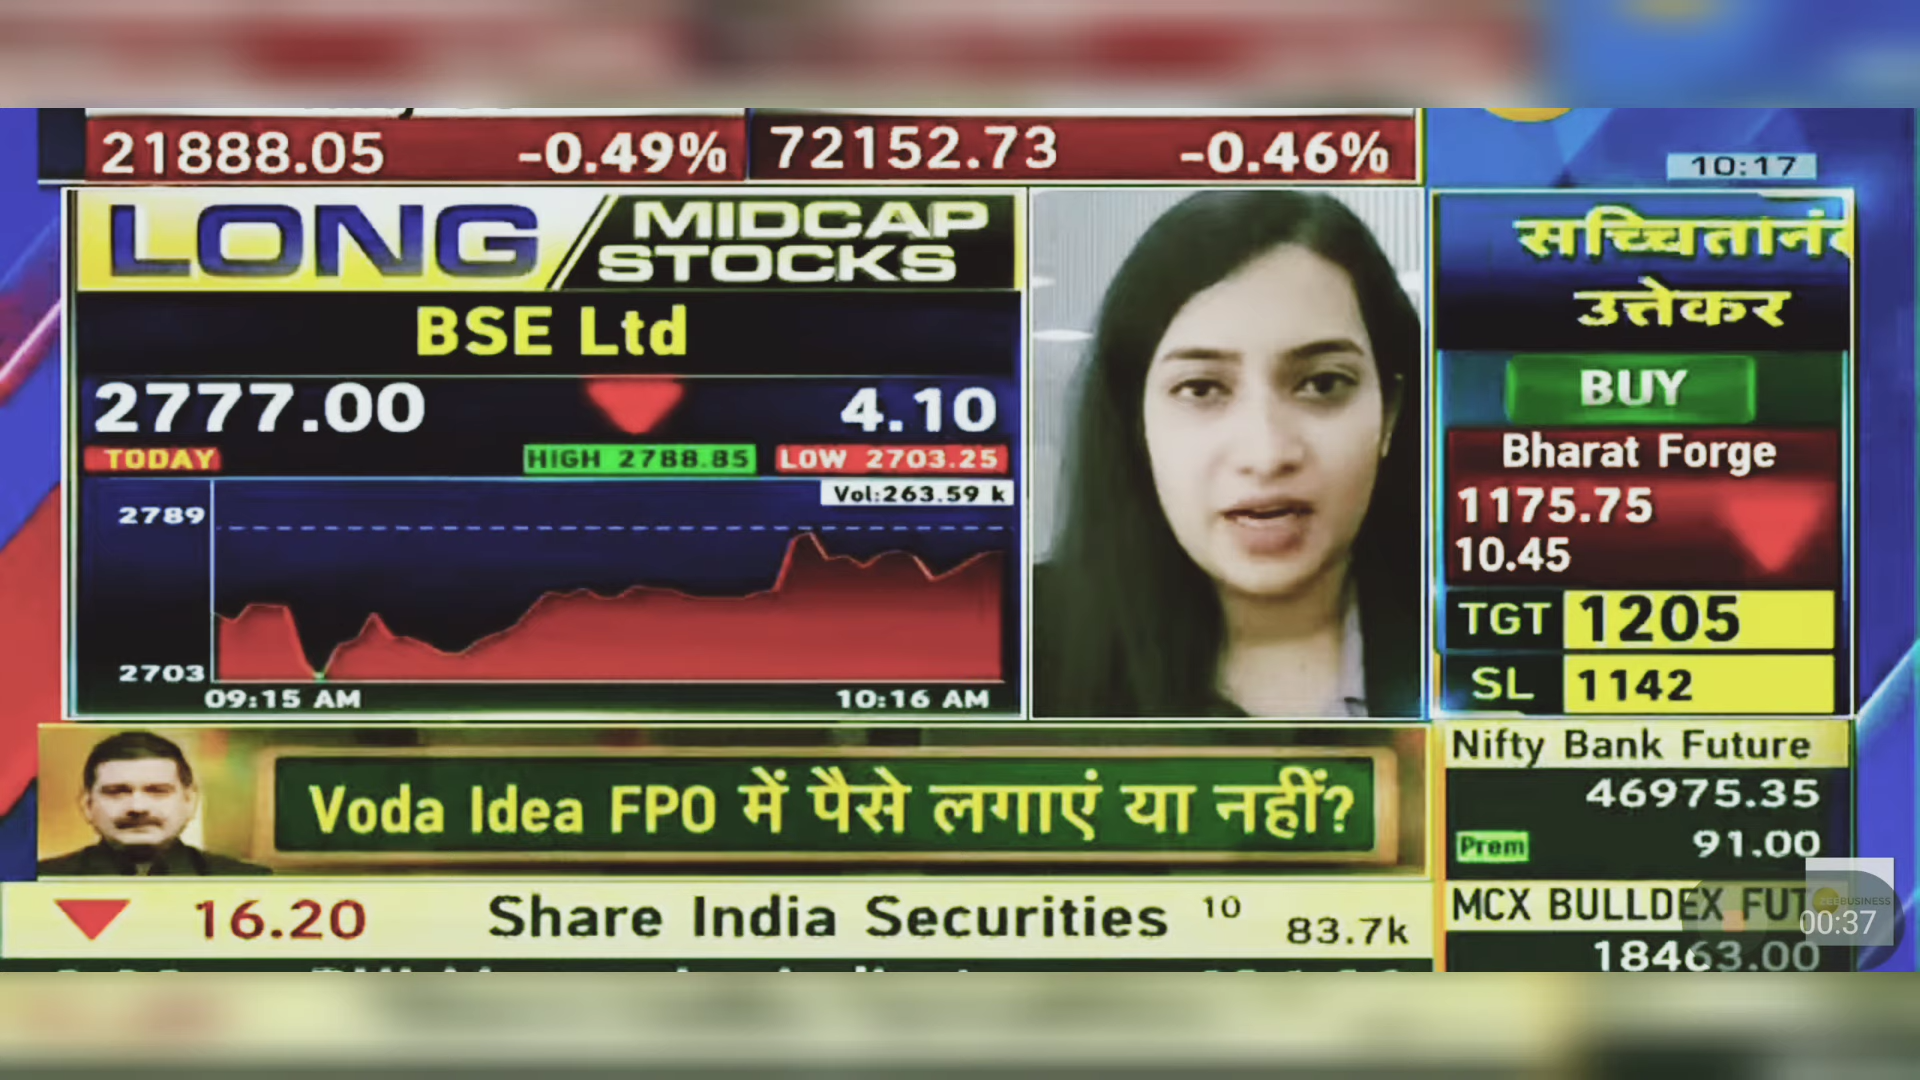 21888.05 -0.49% 72152.73 -0.46%
10:17
LONG MIDCAP STOCKS
BSE Ltd
2777.00 4.10
TODAY HIGH 2788.85 LOW 2703.25
Vol:263.59 k
2789
2703
09:15 AM 10:16 AM
सच्चितानंद
उत्तेकर
BUY
Bharat Forge
1175.75
10.45
TGT 1205
SL 1142
Voda Idea FPO में पैसे लगाएं या नहीं?
Nifty Bank Future
46975.35
Prem 91.00
16.20 Share India Securities 10 83.7k
MCX BULLDEX FUT
18463.00
ZEE BUSINESS
00:37